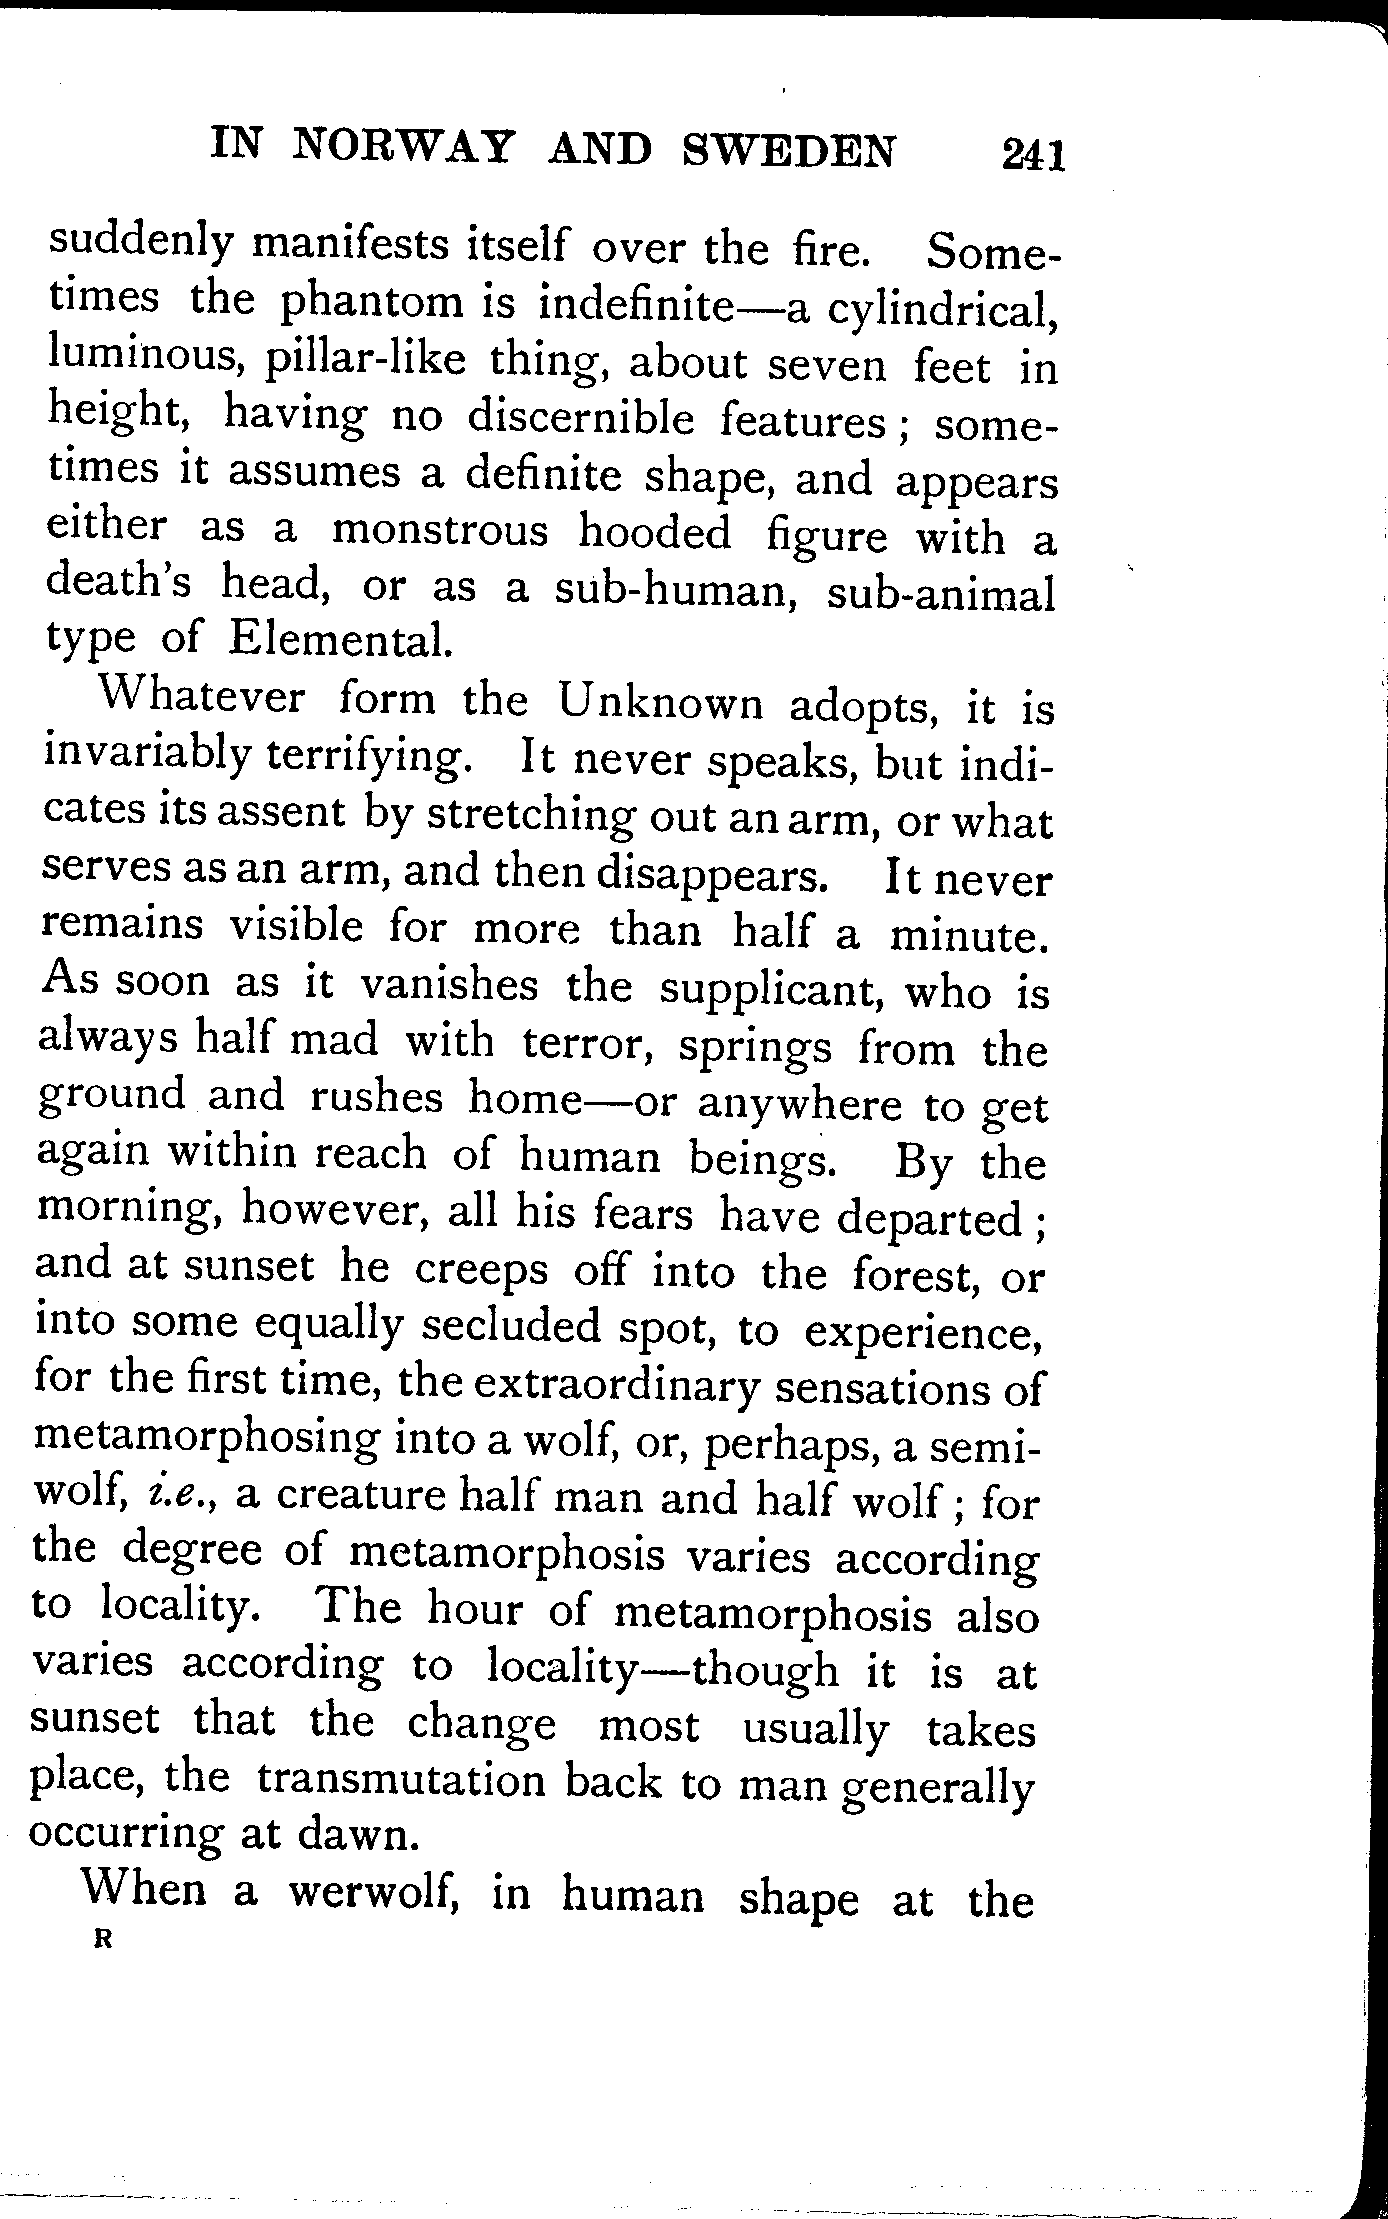 IN NORWAY AND SWEDEN 241
suddenly manifests itself over the fire. Some-
times the phantom is indefinite—a cylindrical,
luminous, pillar-like thing, about seven feet in
height, having no discernible features ; some-
times it assumes a definite shape, and appears
either as a monstrous hooded figure with a
death's head, or as a sub-human, sub-animal
type of Elemental.
Whatever form the Unknown adopts, it is
invariably terrifying. It never speaks, but indi-
cates its assent by stretching out an arm, or what
serves as an arm, and then disappears. It never
remains visible for more than half a minute.
As soon as it vanishes the supplicant, who is
always half mad with terror, springs from the
ground and rushes home—or anywhere to get
again within reach of human beings. By the
morning, however, all his fears have departed ;
and at sunset he creeps off into the forest, or
into some equally secluded spot, to experience,
for the first time, the extraordinary sensations of
metamorphosing into a wolf, or, perhaps, a semi-
wolf, i.e., a creature half man and half wolf ; for
the degree of metamorphosis varies according
to locality. The hour of metamorphosis also
varies according to locality—though it is at
sunset that the change most usually takes
place, the transmutation back to man generally
occurring at dawn.
When a werwolf, in human shape at the
R